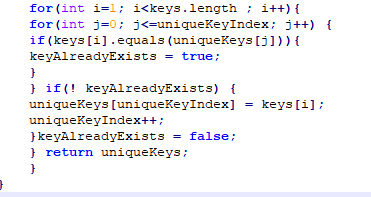 for(int i=1; i<keys.length ; i++){
for(int j=0; j<=uniqueKeyIndex; j++) {
if(keys[i].equals(uniqueKeys[j])){
keyAlreadyExists = true;
}
} if(! keyAlreadyExists) {
uniqueKeys[uniqueKeyIndex] = keys[i];
uniqueKeyIndex++;
}keyAlreadyExists = false;
} return uniqueKeys;
}
}